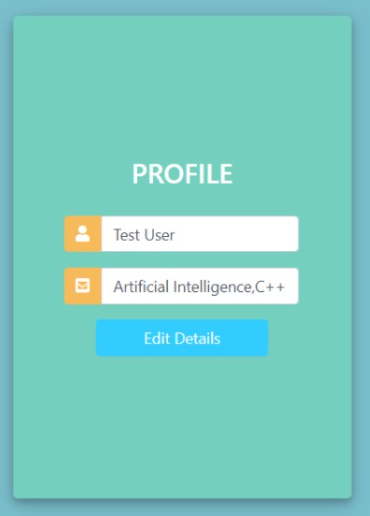 PROFILE
Test User
Artificial Intelligence,C++
Edit Details